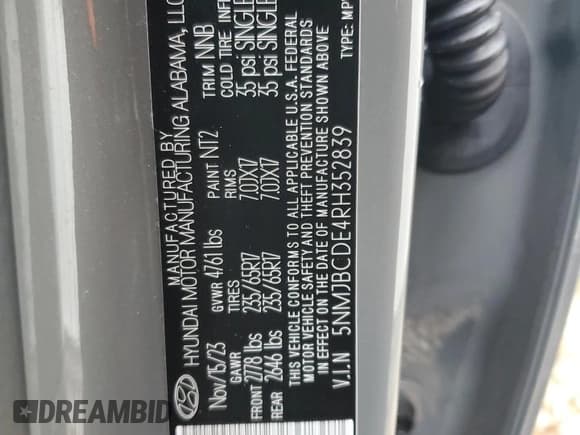 MANUFACTURED BY
HYUNDAI MOTOR MANUFACTURING ALABAMA, LLC
Nov/15/23 GVWR 4761 lbs PAINT NT2 TRIM NNB
GAWR TIRES RIMS COLD TIRE INF
FRONT 2778 lbs 235/65R17 7.0JX17 35 psi SINGLE
REAR 2646 lbs 235/65R17 7.0JX17 35 psi SINGLE
THIS VEHICLE CONFORMS TO ALL APPLICABLE U.S.A. FEDERAL
MOTOR VEHICLE SAFETY AND THEFT PREVENTION STANDARDS
IN EFFECT ON THE DATE OF MANUFACTURE SHOWN ABOVE
V.I.N 5NMJBCDE4RH352839 TYPE: MP
DREAMBID